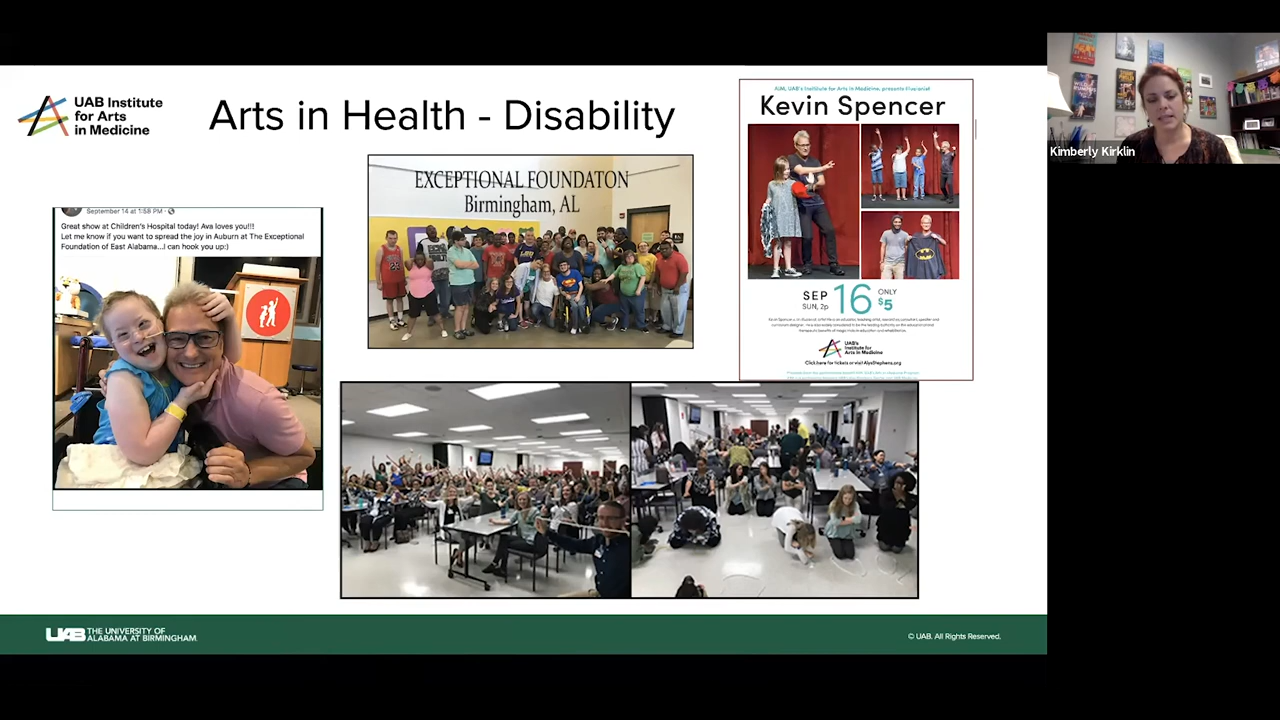 UAB Institute
for Arts
in Medicine
Arts in Health - Disability
September 14 at 1:58 PM ·
Great show at Children's Hospital today! Ava loves you!!!
Let me know if you want to spread the joy in Auburn at The Exceptional
Foundation of East Alabama...I can hook you up:)
EXCEPTIONAL FOUNDATON
Birmingham, AL
AIM, UAB's Institute for Arts in Medicine, presents illusionist
Kevin Spencer
SEP
SUN, 2p
16
ONLY
$5
UAB's
Institute for
Arts in Medicine
Click here for tickets or visit AlysStephens.org
Kimberly Kirklin
UAB THE UNIVERSITY OF
ALABAMA AT BIRMINGHAM
© UAB. All Rights Reserved.